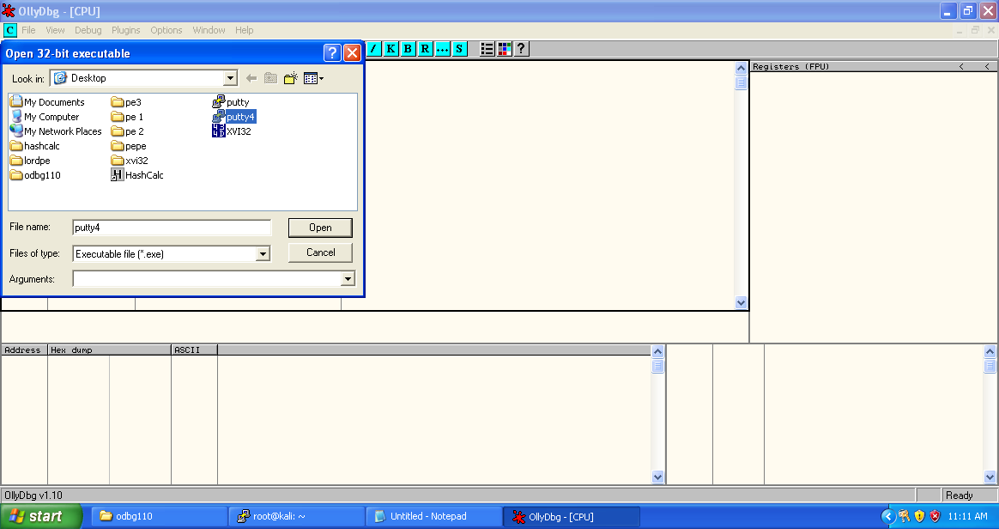 OllyDbg - [CPU]
C File View Debug Plugins Options Window Help
Open 32-bit executable ?
/ K B R ... S ?
Look in: Desktop
Registers (FPU) < <
My Documents pe3 putty
My Computer pe 1 putty4
My Network Places pe 2 XVI32
hashcalc pepe
lordpe xvi32
odbg110 HashCalc
File name: putty4 Open
Files of type: Executable file (*.exe) Cancel
Arguments:
Address Hex dump ASCII
OllyDbg v1.10 Ready
start odbg110 root@kali: ~ Untitled - Notepad OllyDbg - [CPU] 11:11 AM